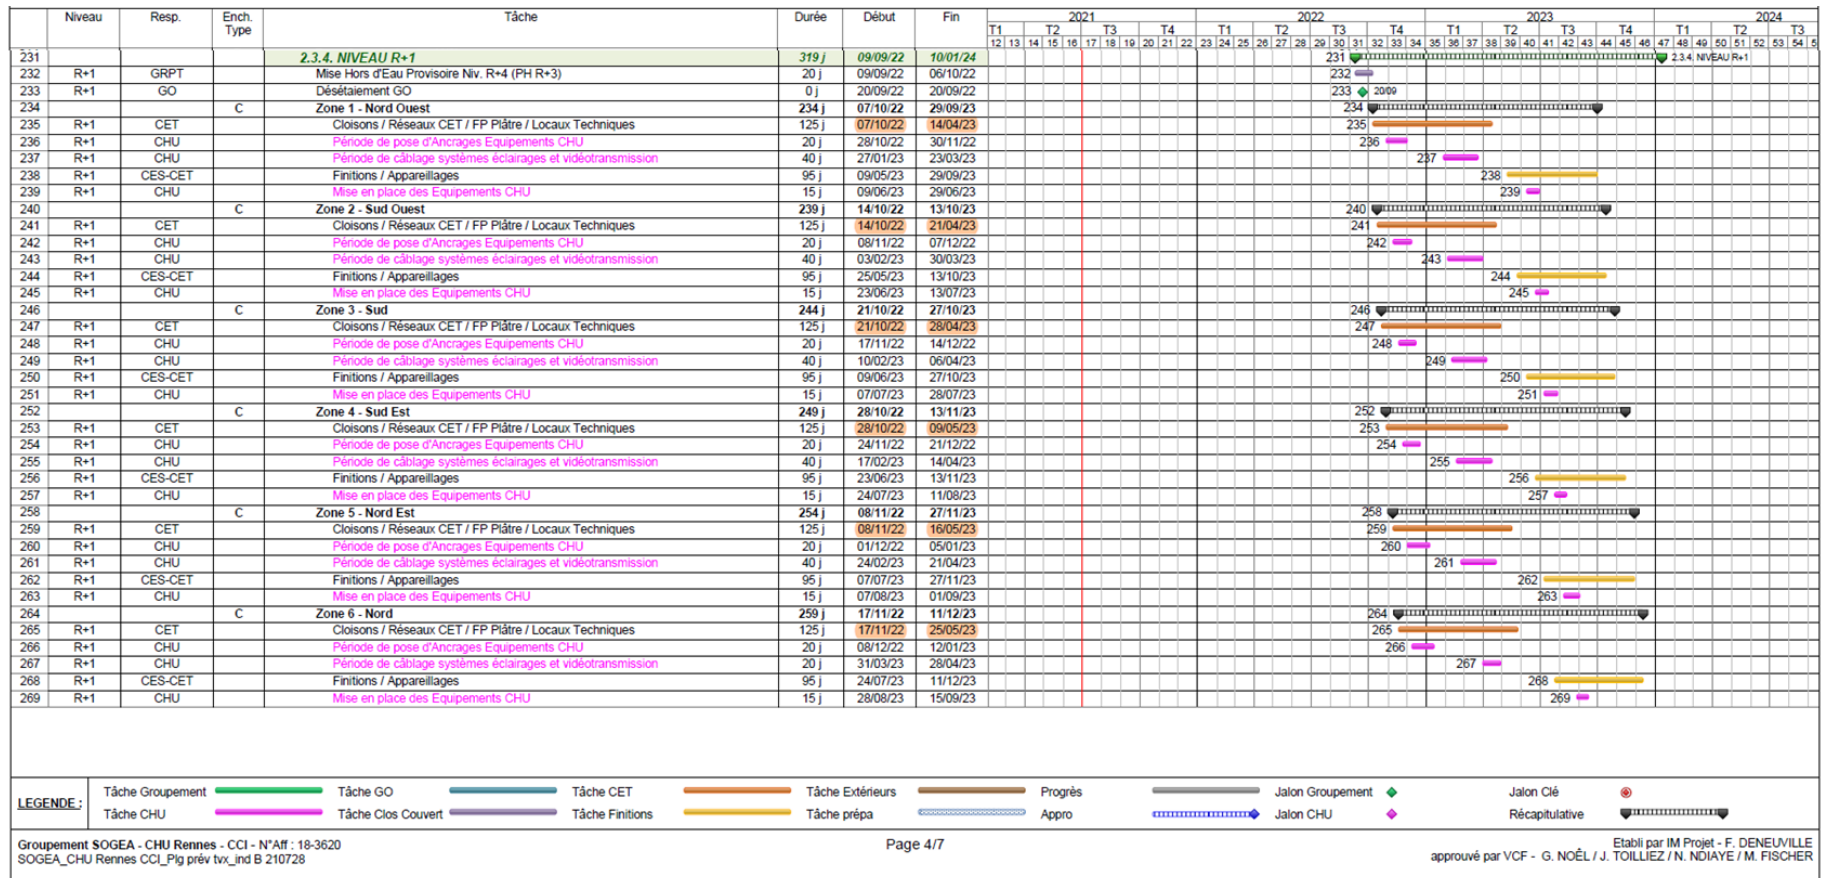 Niveau Resp. Ench. Type Tâche Durée Début Fin 2021 2022 2023 2024
T1 T2 T3 T4 T1 T2 T3 T4 T1 T2 T3 T4 T1 T2 T3
12 13 14 15 16 17 18 19 20 21 22 23 24 25 26 27 28 29 30 31 32 33 34 35 36 37 38 39 40 41 42 43 44 45 46 47 48 49 50 51 52 53 54 5
231 2.3.4. NIVEAU R+1 319 j 09/09/22 10/01/24 231 2.3.4. NIVEAU R+1
232 R+1 GRPT Mise Hors d'Eau Provisoire Niv. R+4 (PH R+3) 20 j 09/09/22 06/10/22 232
233 R+1 GO Désétaiement GO 0 j 20/09/22 20/09/22 233 20/09
234 C Zone 1 - Nord Ouest 234 j 07/10/22 29/09/23 234
235 R+1 CET Cloisons / Réseaux CET / FP Plâtre / Locaux Techniques 125 j 07/10/22 14/04/23 235
236 R+1 CHU Période de pose d'Ancrages Equipements CHU 20 j 28/10/22 30/11/22 236
237 R+1 CHU Période de câblage systèmes éclairages et vidéotransmission 40 j 27/01/23 23/03/23 237
238 R+1 CES-CET Finitions / Appareillages 95 j 09/05/23 29/09/23 238
239 R+1 CHU Mise en place des Equipements CHU 15 j 09/06/23 29/06/23 239
240 C Zone 2 - Sud Ouest 239 j 14/10/22 13/10/23 240
241 R+1 CET Cloisons / Réseaux CET / FP Plâtre / Locaux Techniques 125 j 14/10/22 21/04/23 241
242 R+1 CHU Période de pose d'Ancrages Equipements CHU 20 j 08/11/22 07/12/22 242
243 R+1 CHU Période de câblage systèmes éclairages et vidéotransmission 40 j 03/02/23 30/03/23 243
244 R+1 CES-CET Finitions / Appareillages 95 j 25/05/23 13/10/23 244
245 R+1 CHU Mise en place des Equipements CHU 15 j 23/06/23 13/07/23 245
246 C Zone 3 - Sud 244 j 21/10/22 27/10/23 246
247 R+1 CET Cloisons / Réseaux CET / FP Plâtre / Locaux Techniques 125 j 21/10/22 28/04/23 247
248 R+1 CHU Période de pose d'Ancrages Equipements CHU 20 j 17/11/22 14/12/22 248
249 R+1 CHU Période de câblage systèmes éclairages et vidéotransmission 40 j 10/02/23 06/04/23 249
250 R+1 CES-CET Finitions / Appareillages 95 j 09/06/23 27/10/23 250
251 R+1 CHU Mise en place des Equipements CHU 15 j 07/07/23 28/07/23 251
252 C Zone 4 - Sud Est 249 j 28/10/22 13/11/23 252
253 R+1 CET Cloisons / Réseaux CET / FP Plâtre / Locaux Techniques 125 j 28/10/22 09/05/23 253
254 R+1 CHU Période de pose d'Ancrages Equipements CHU 20 j 24/11/22 21/12/22 254
255 R+1 CHU Période de câblage systèmes éclairages et vidéotransmission 40 j 17/02/23 14/04/23 255
256 R+1 CES-CET Finitions / Appareillages 95 j 23/06/23 13/11/23 256
257 R+1 CHU Mise en place des Equipements CHU 15 j 24/07/23 11/08/23 257
258 C Zone 5 - Nord Est 254 j 08/11/22 27/11/23 258
259 R+1 CET Cloisons / Réseaux CET / FP Plâtre / Locaux Techniques 125 j 08/11/22 16/05/23 259
260 R+1 CHU Période de pose d'Ancrages Equipements CHU 20 j 01/12/22 05/01/23 260
261 R+1 CHU Période de câblage systèmes éclairages et vidéotransmission 40 j 24/02/23 21/04/23 261
262 R+1 CES-CET Finitions / Appareillages 95 j 07/07/23 27/11/23 262
263 R+1 CHU Mise en place des Equipements CHU 15 j 07/08/23 01/09/23 263
264 C Zone 6 - Nord 259 j 17/11/22 11/12/23 264
265 R+1 CET Cloisons / Réseaux CET / FP Plâtre / Locaux Techniques 125 j 17/11/22 25/05/23 265
266 R+1 CHU Période de pose d'Ancrages Equipements CHU 20 j 08/12/22 12/01/23 266
267 R+1 CHU Période de câblage systèmes éclairages et vidéotransmission 20 j 31/03/23 28/04/23 267
268 R+1 CES-CET Finitions / Appareillages 95 j 24/07/23 11/12/23 268
269 R+1 CHU Mise en place des Equipements CHU 15 j 28/08/23 15/09/23 269
LEGENDE :
Tâche Groupement Tâche GO Tâche CET Tâche Extérieurs Progrès Jalon Groupement Jalon Clé
Tâche CHU Tâche Clos Couvert Tâche Finitions Tâche prépa Appro Jalon CHU Récapitulative
Groupement SOGEA - CHU Rennes - CCI - N°Aff : 18-3620
SOGEA_CHU Rennes CCI_Plg prév tvx_ind B 210728
Page 4/7
Etabli par IM Projet - F. DENEUVILLE
approuvé par VCF - G. NOËL / J. TOILLIEZ / N. NDIAYE / M. FISCHER